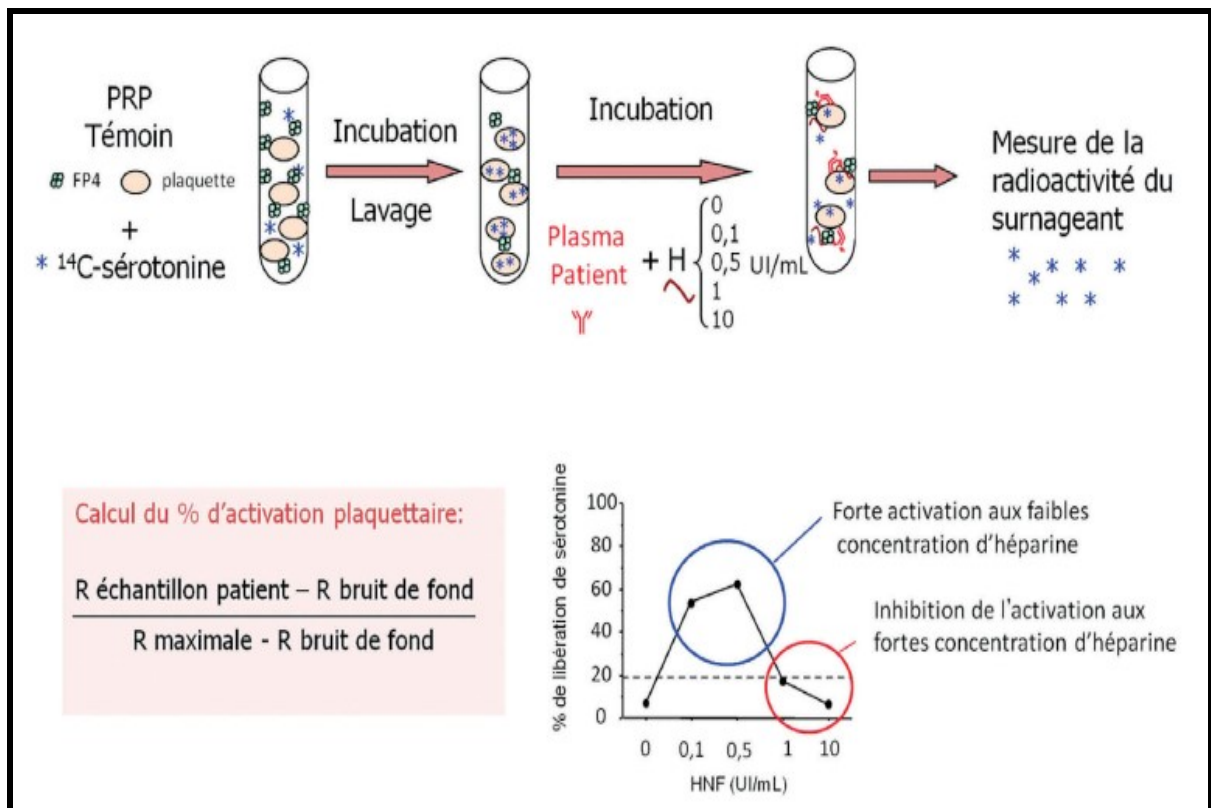 PRP
Témoin
FP4 plaquette
+
* ¹⁴C-sérotonine
Incubation
Lavage
Incubation
Plasma
Patient
+ H
0
0,1
0,5 UI/mL
1
10
Mesure de la
radioactivité du
surnageant
Calcul du % d'activation plaquettaire:
R échantillon patient – R bruit de fond
R maximale - R bruit de fond
% de libération de sérotonine
100
80
60
40
20
0
0 0,1 0,5 1 10
HNF (UI/mL)
Forte activation aux faibles
concentration d'héparine
Inhibition de l'activation aux
fortes concentration d'héparine